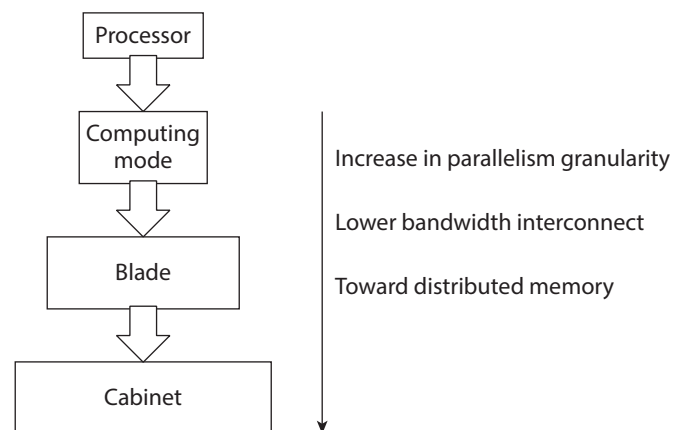 Processor
Computing
mode
Increase in parallelism granularity
Lower bandwidth interconnect
Blade
Toward distributed memory
Cabinet